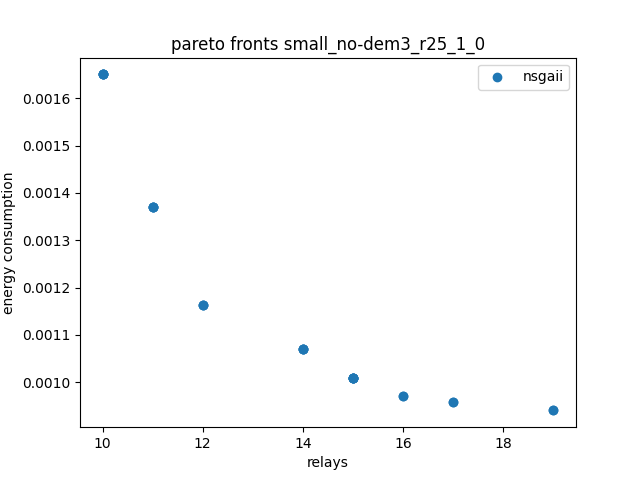 pareto fronts small_no-dem3_r25_1_0
nsgaii
0.0016
0.0015
0.0014
0.0013
0.0012
0.0011
0.0010
energy consumption
10 12 14 16 18
relays